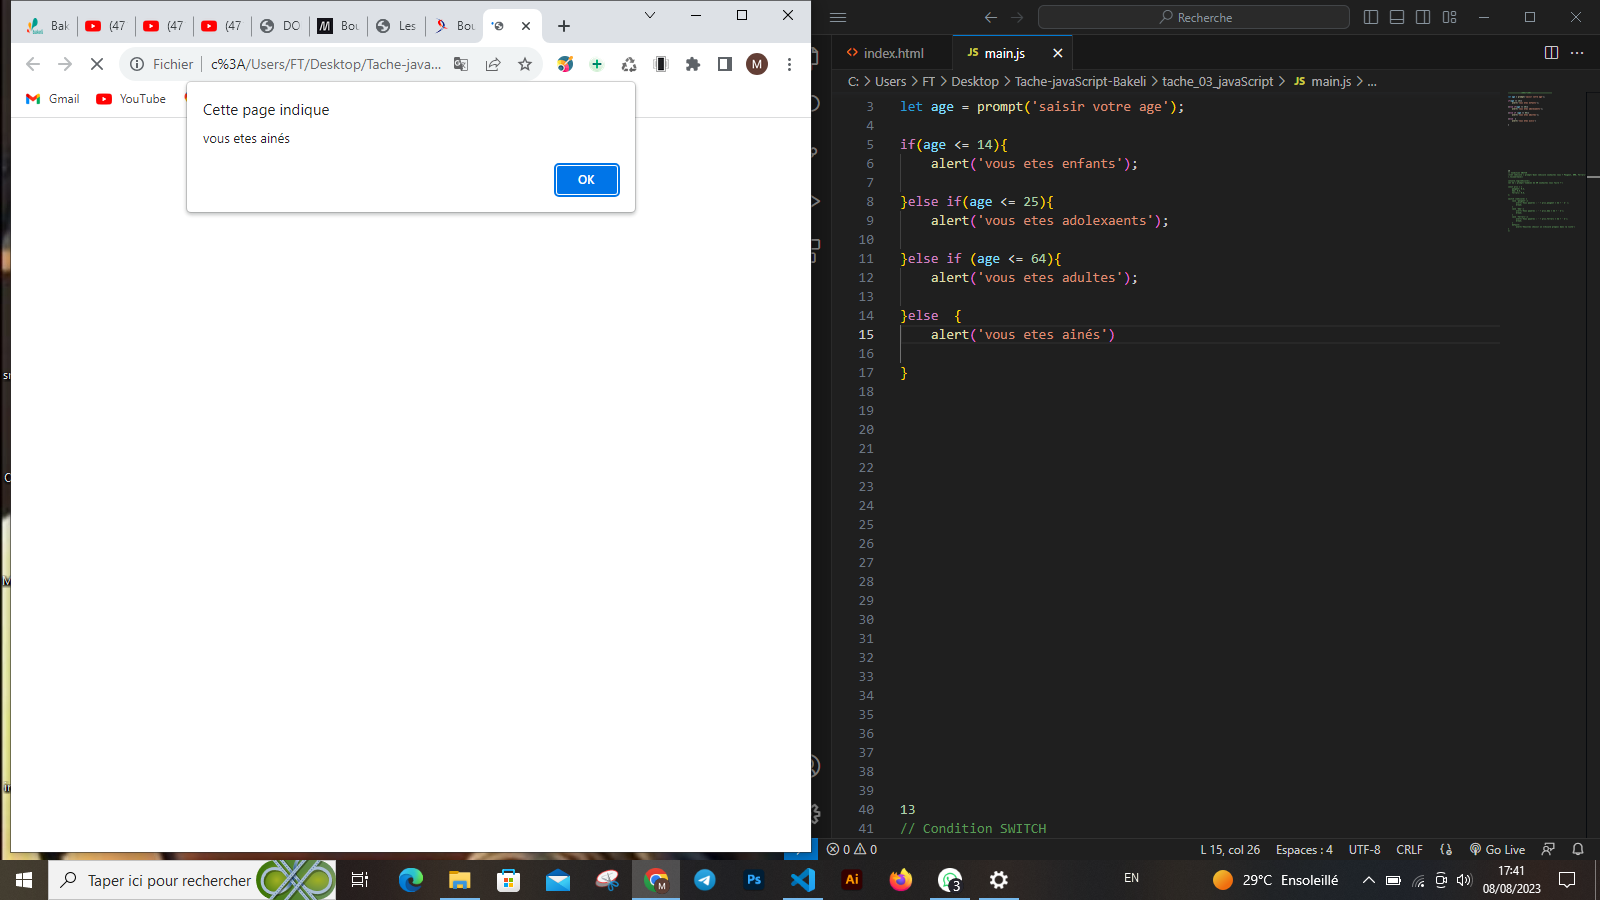 Bak
(47
(47
(47
DO
Bou
Les
Bou
Fichier
c%3A/Users/FT/Desktop/Tache-java...
M
Gmail
YouTube
Cette page indique
vous etes ainés
OK
Recherche
index.html
JS main.js
C: > Users > FT > Desktop > Tache-javaScript-Bakeli > tache_03_javaScript > JS main.js > ...
3 let age = prompt('saisir votre age');
4
5 if(age <= 14){
6 alert('vous etes enfants');
7
8 }else if(age <= 25){
9 alert('vous etes adolexaents');
10
11 }else if (age <= 64){
12 alert('vous etes adultes');
13
14 }else {
15 alert('vous etes ainés')
16
17 }
18
19
20
21
22
23
24
25
26
27
28
29
30
31
32
33
34
35
36
37
38
39
40 13
41 // Condition SWITCH
0 0
L 15, col 26
Espaces : 4
UTF-8
CRLF
Go Live
Taper ici pour rechercher
M
Ps
Ai
3
EN
29°C Ensoleillé
17:41
08/08/2023